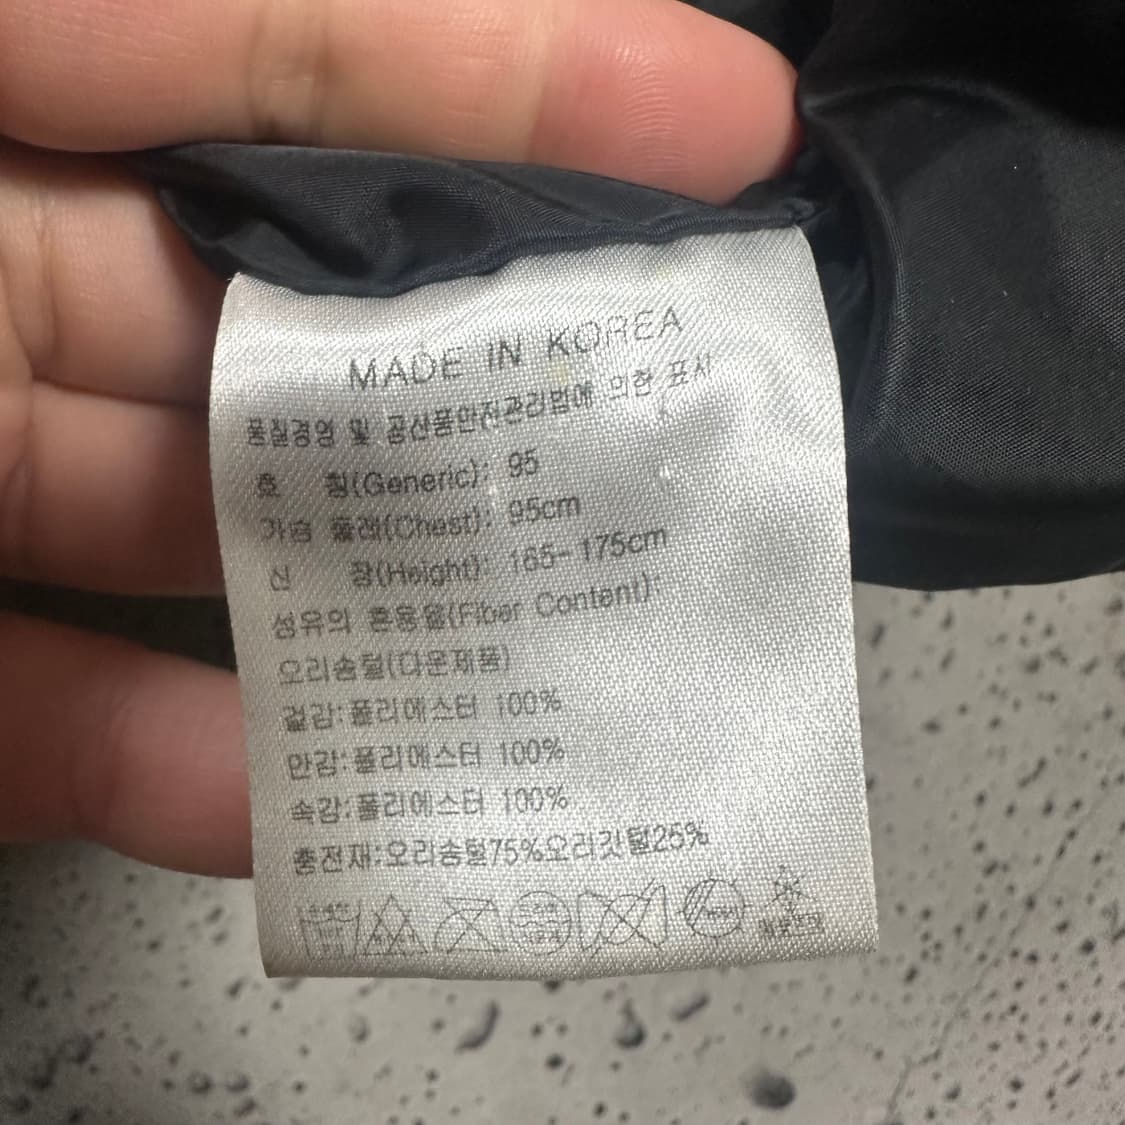 MADE IN KOREA
품질경영 및 공산품안전관리법에 의한 표시
호 칭(Generic): 95
가슴 둘레(Chest): 95cm
신 장(Height): 165-175cm
섬유의 혼용율(Fiber Content):
오리솜털(다운제품)
겉감:폴리에스터 100%
안감:폴리에스터 100%
속감:폴리에스터 100%
충전재:오리솜털75%오리깃털25%